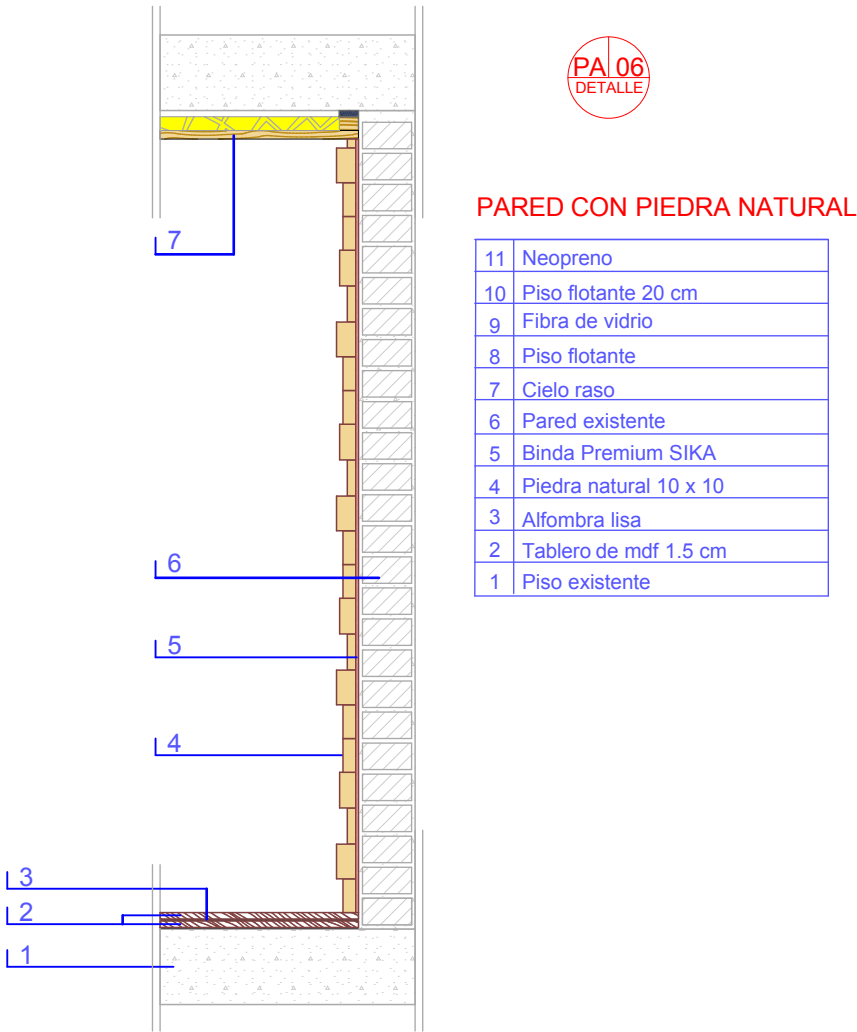 PA 06
DETALLE
PARED CON PIEDRA NATURAL
11 Neopreno
10 Piso flotante 20 cm
9 Fibra de vidrio
8 Piso flotante
7 Cielo raso
6 Pared existente
5 Binda Premium SIKA
4 Piedra natural 10 x 10
3 Alfombra lisa
2 Tablero de mdf 1.5 cm
1 Piso existente
7
6
5
4
3
2
1